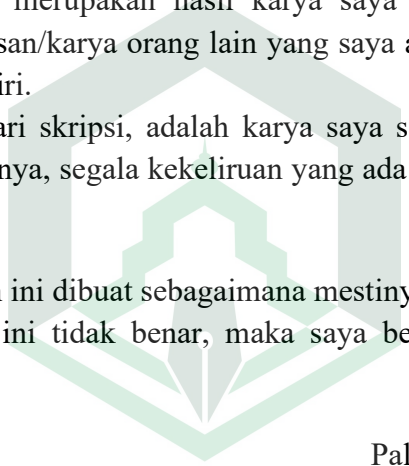 merupakan hasil karya saya
san/karya orang lain yang saya a
iri.
ari skripsi, adalah karya saya s
nya, segala kekeliruan yang ada
ini dibuat sebagaimana mestiny
ini tidak benar, maka saya be
Pal